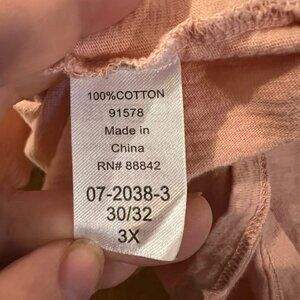 100%COTTON
91578
Made in
China
RN# 88842
07-2038-3
30/32
3X